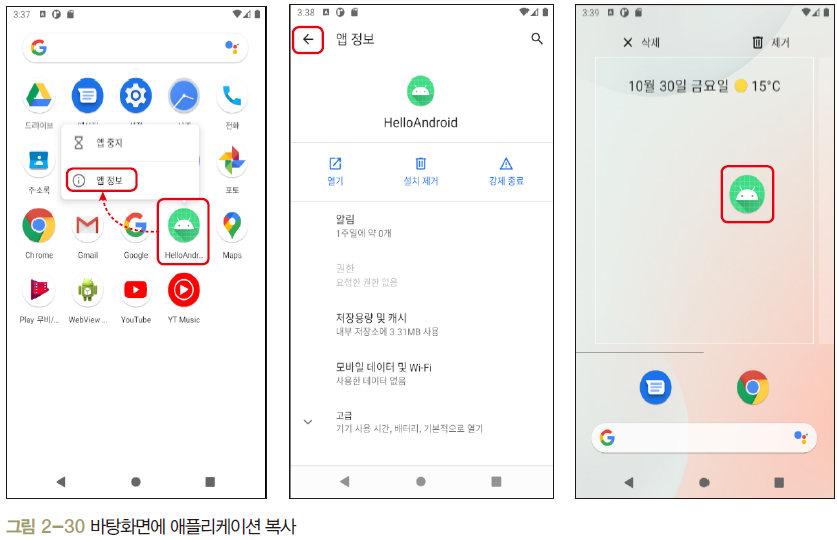 3:37
드라이브
전화
앱 중지
앱 정보
주소록
포토
Chrome
Gmail
Google
HelloAndr..
Maps
Play 무비/...
WebView ...
YouTube
YT Music
3:38
앱 정보
HelloAndroid
열기
설치 제거
강제 종료
알림
1주일에 약 0개
권한
요청한 권한 없음
저장용량 및 캐시
내부 저장소에 3.31MB 사용
모바일 데이터 및 Wi-Fi
사용한 데이터 없음
고급
기기 사용 시간, 배터리, 기본적으로 열기
3:39
삭제
제거
10월 30일 금요일 15°C
그림 2-30 바탕화면에 애플리케이션 복사